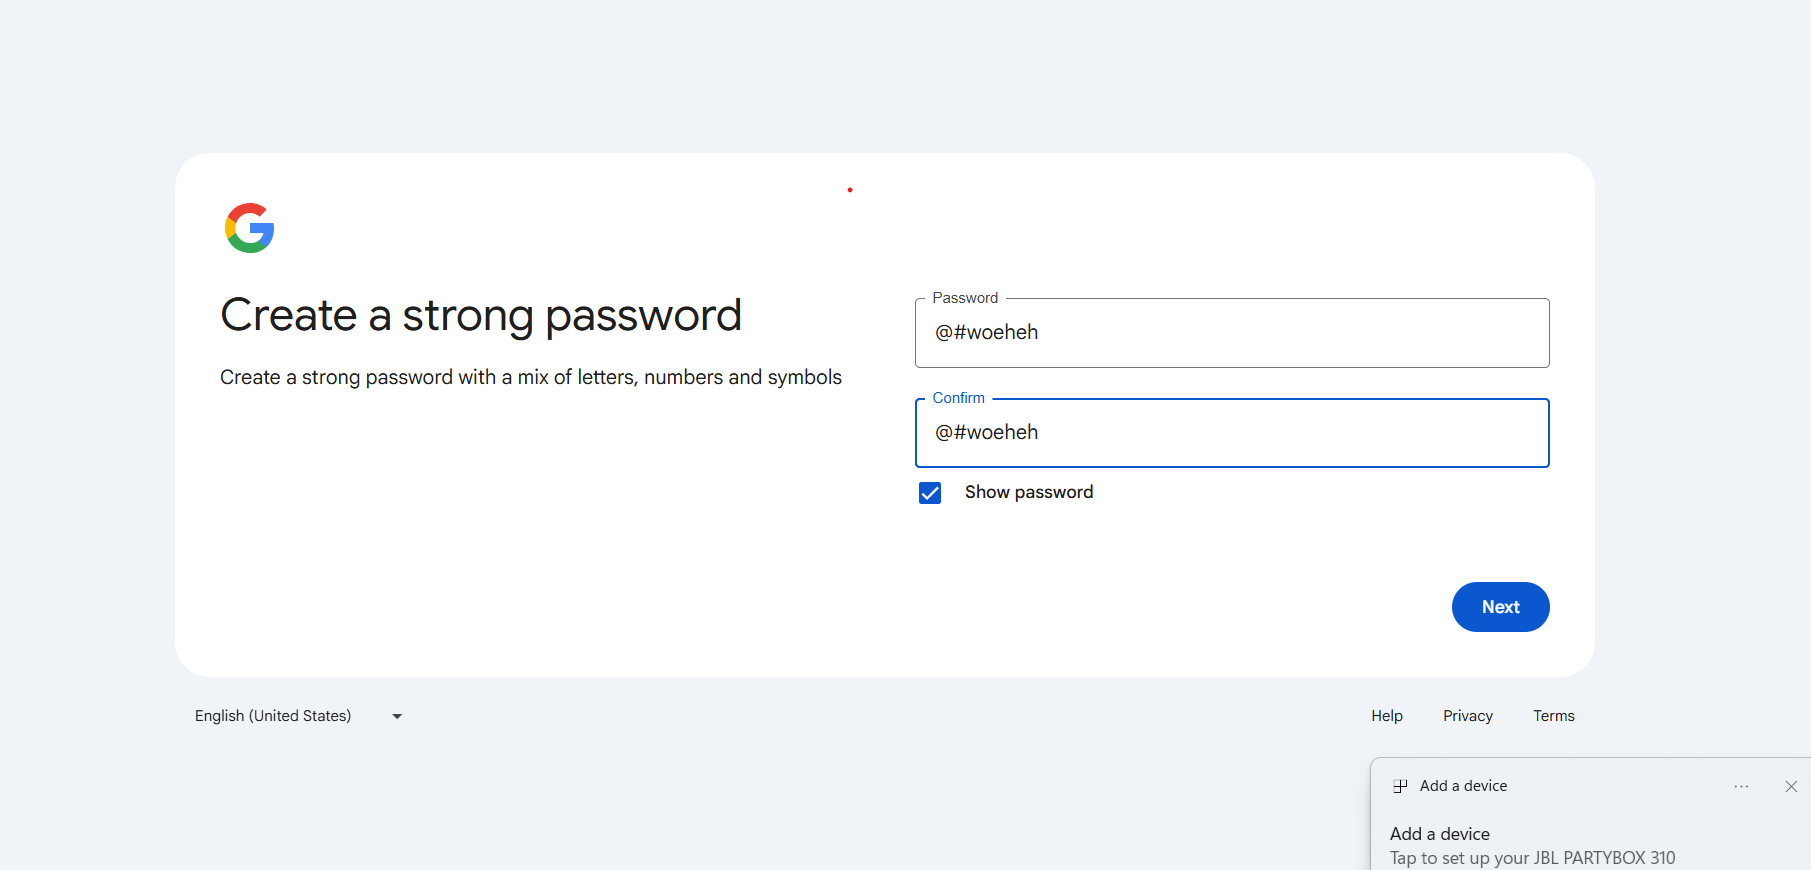 Create a strong password
Create a strong password with a mix of letters, numbers and symbols
Password
@#woeheh
Confirm
@#woeheh
Show password
Next
English (United States)
Help
Privacy
Terms
Add a device
Add a device
Tap to set up your JBL PARTYBOX 310